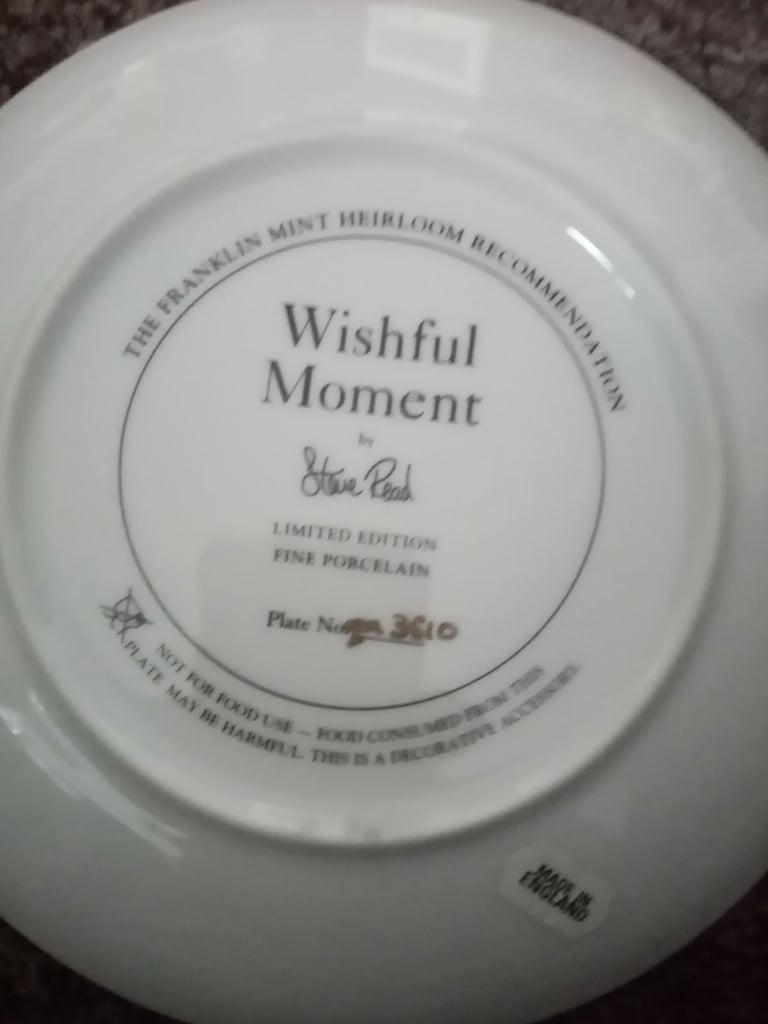 THE FRANKLIN MINT HEIRLOOM RECOMMENDATION
Wishful
Moment
by
Steve Read
LIMITED EDITION
FINE PORCELAIN
Plate No. 3610
NOT FOR FOOD USE – FOOD CONSUMED FROM THIS
PLATE MAY BE HARMFUL. THIS IS A DECORATIVE ACCESSORY.
MADE IN
ENGLAND